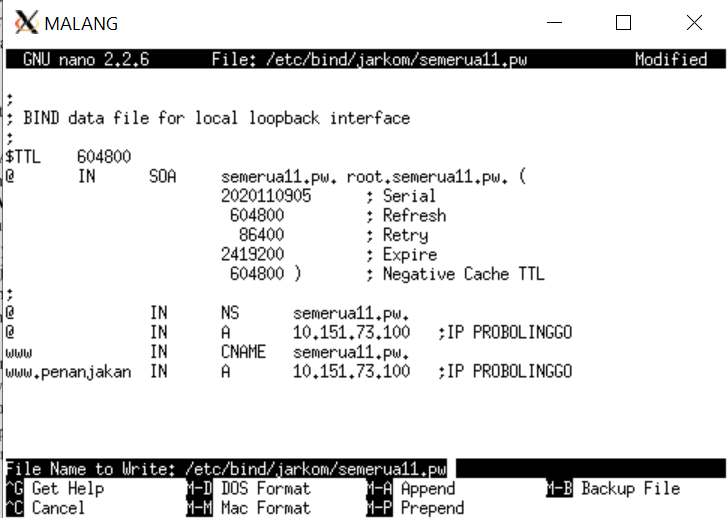 MALANG
GNU nano 2.2.6 File: /etc/bind/jarkom/semerua11.pw Modified
;
; BIND data file for local loopback interface
;
$TTL 604800
@ IN SOA semerua11.pw. root.semerua11.pw. (
2020110905 ; Serial
604800 ; Refresh
86400 ; Retry
2419200 ; Expire
604800 ) ; Negative Cache TTL
;
@ IN NS semerua11.pw.
@ IN A 10.151.73.100 ;IP PROBOLINGGO
www IN CNAME semerua11.pw.
www.penanjakan IN A 10.151.73.100 ;IP PROBOLINGGO
File Name to Write: /etc/bind/jarkom/semerua11.pw
^G Get Help M-D DOS Format M-A Append M-B Backup File
^C Cancel M-M Mac Format M-P Prepend